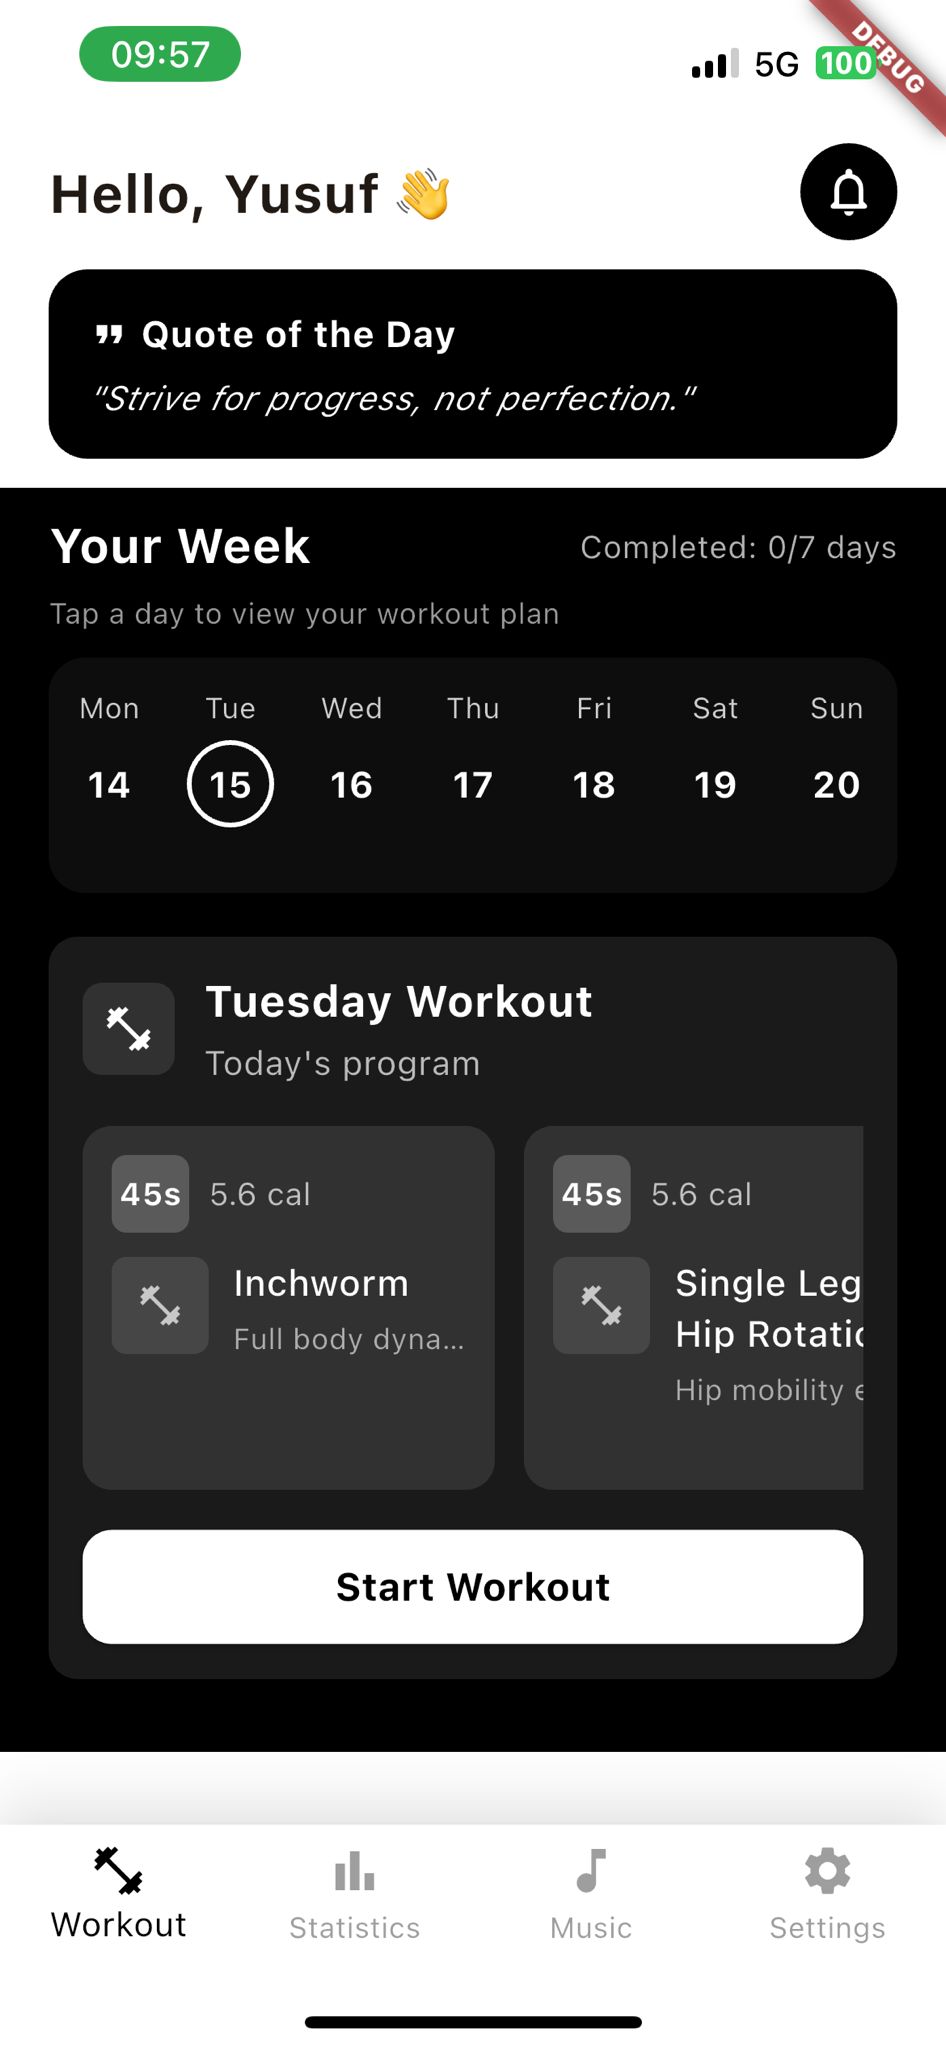 09:57
5G
100
DEBUG
Hello, Yusuf 👋
Quote of the Day
"Strive for progress, not perfection."
Your Week
Completed: 0/7 days
Tap a day to view your workout plan
Mon Tue Wed Thu Fri Sat Sun
14 15 16 17 18 19 20
Tuesday Workout
Today's program
45s 5.6 cal
Inchworm
Full body dyna...
45s 5.6 cal
Single Leg
Hip Rotatio
Hip mobility e
Start Workout
Workout
Statistics
Music
Settings